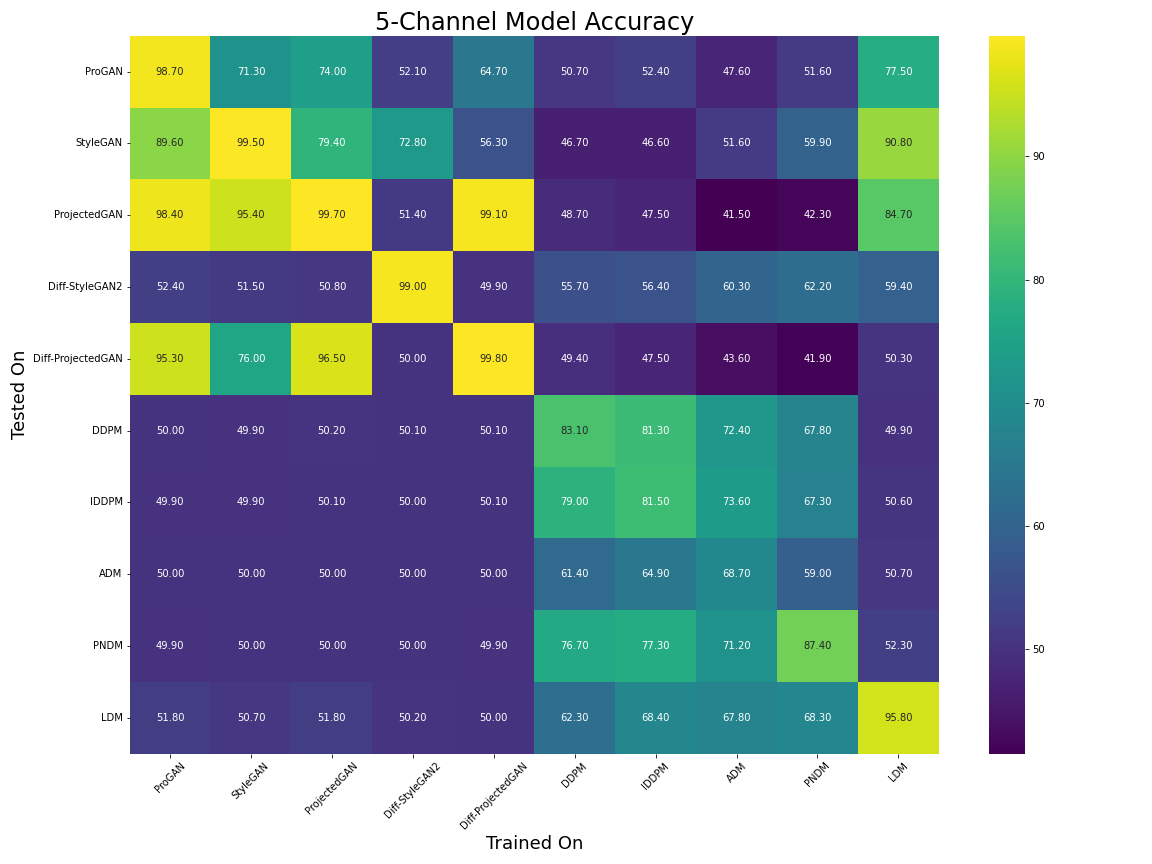 5-Channel Model Accuracy
ProGAN 98.70 71.30 74.00 52.10 64.70 50.70 52.40 47.60 51.60 77.50
StyleGAN 89.60 99.50 79.40 72.80 56.30 46.70 46.60 51.60 59.90 90.80
90
ProjectedGAN 98.40 95.40 99.70 51.40 99.10 48.70 47.50 41.50 42.30 84.70
Diff-StyleGAN2 52.40 51.50 50.80 99.00 49.90 55.70 56.40 60.30 62.20 59.40
80
Diff-ProjectedGAN 95.30 76.00 96.50 50.00 99.80 49.40 47.50 43.60 41.90 50.30
Tested On
70
DDPM 50.00 49.90 50.20 50.10 50.10 83.10 81.30 72.40 67.80 49.90
IDDPM 49.90 49.90 50.10 50.00 50.10 79.00 81.50 73.60 67.30 50.60
60
ADM 50.00 50.00 50.00 50.00 50.00 61.40 64.90 68.70 59.00 50.70
PNDM 49.90 50.00 50.00 50.00 49.90 76.70 77.30 71.20 87.40 52.30
50
LDM 51.80 50.70 51.80 50.20 50.00 62.30 68.40 67.80 68.30 95.80
ProGAN StyleGAN ProjectedGAN Diff-StyleGAN2 Diff-ProjectedGAN DDPM IDDPM ADM PNDM LDM
Trained On